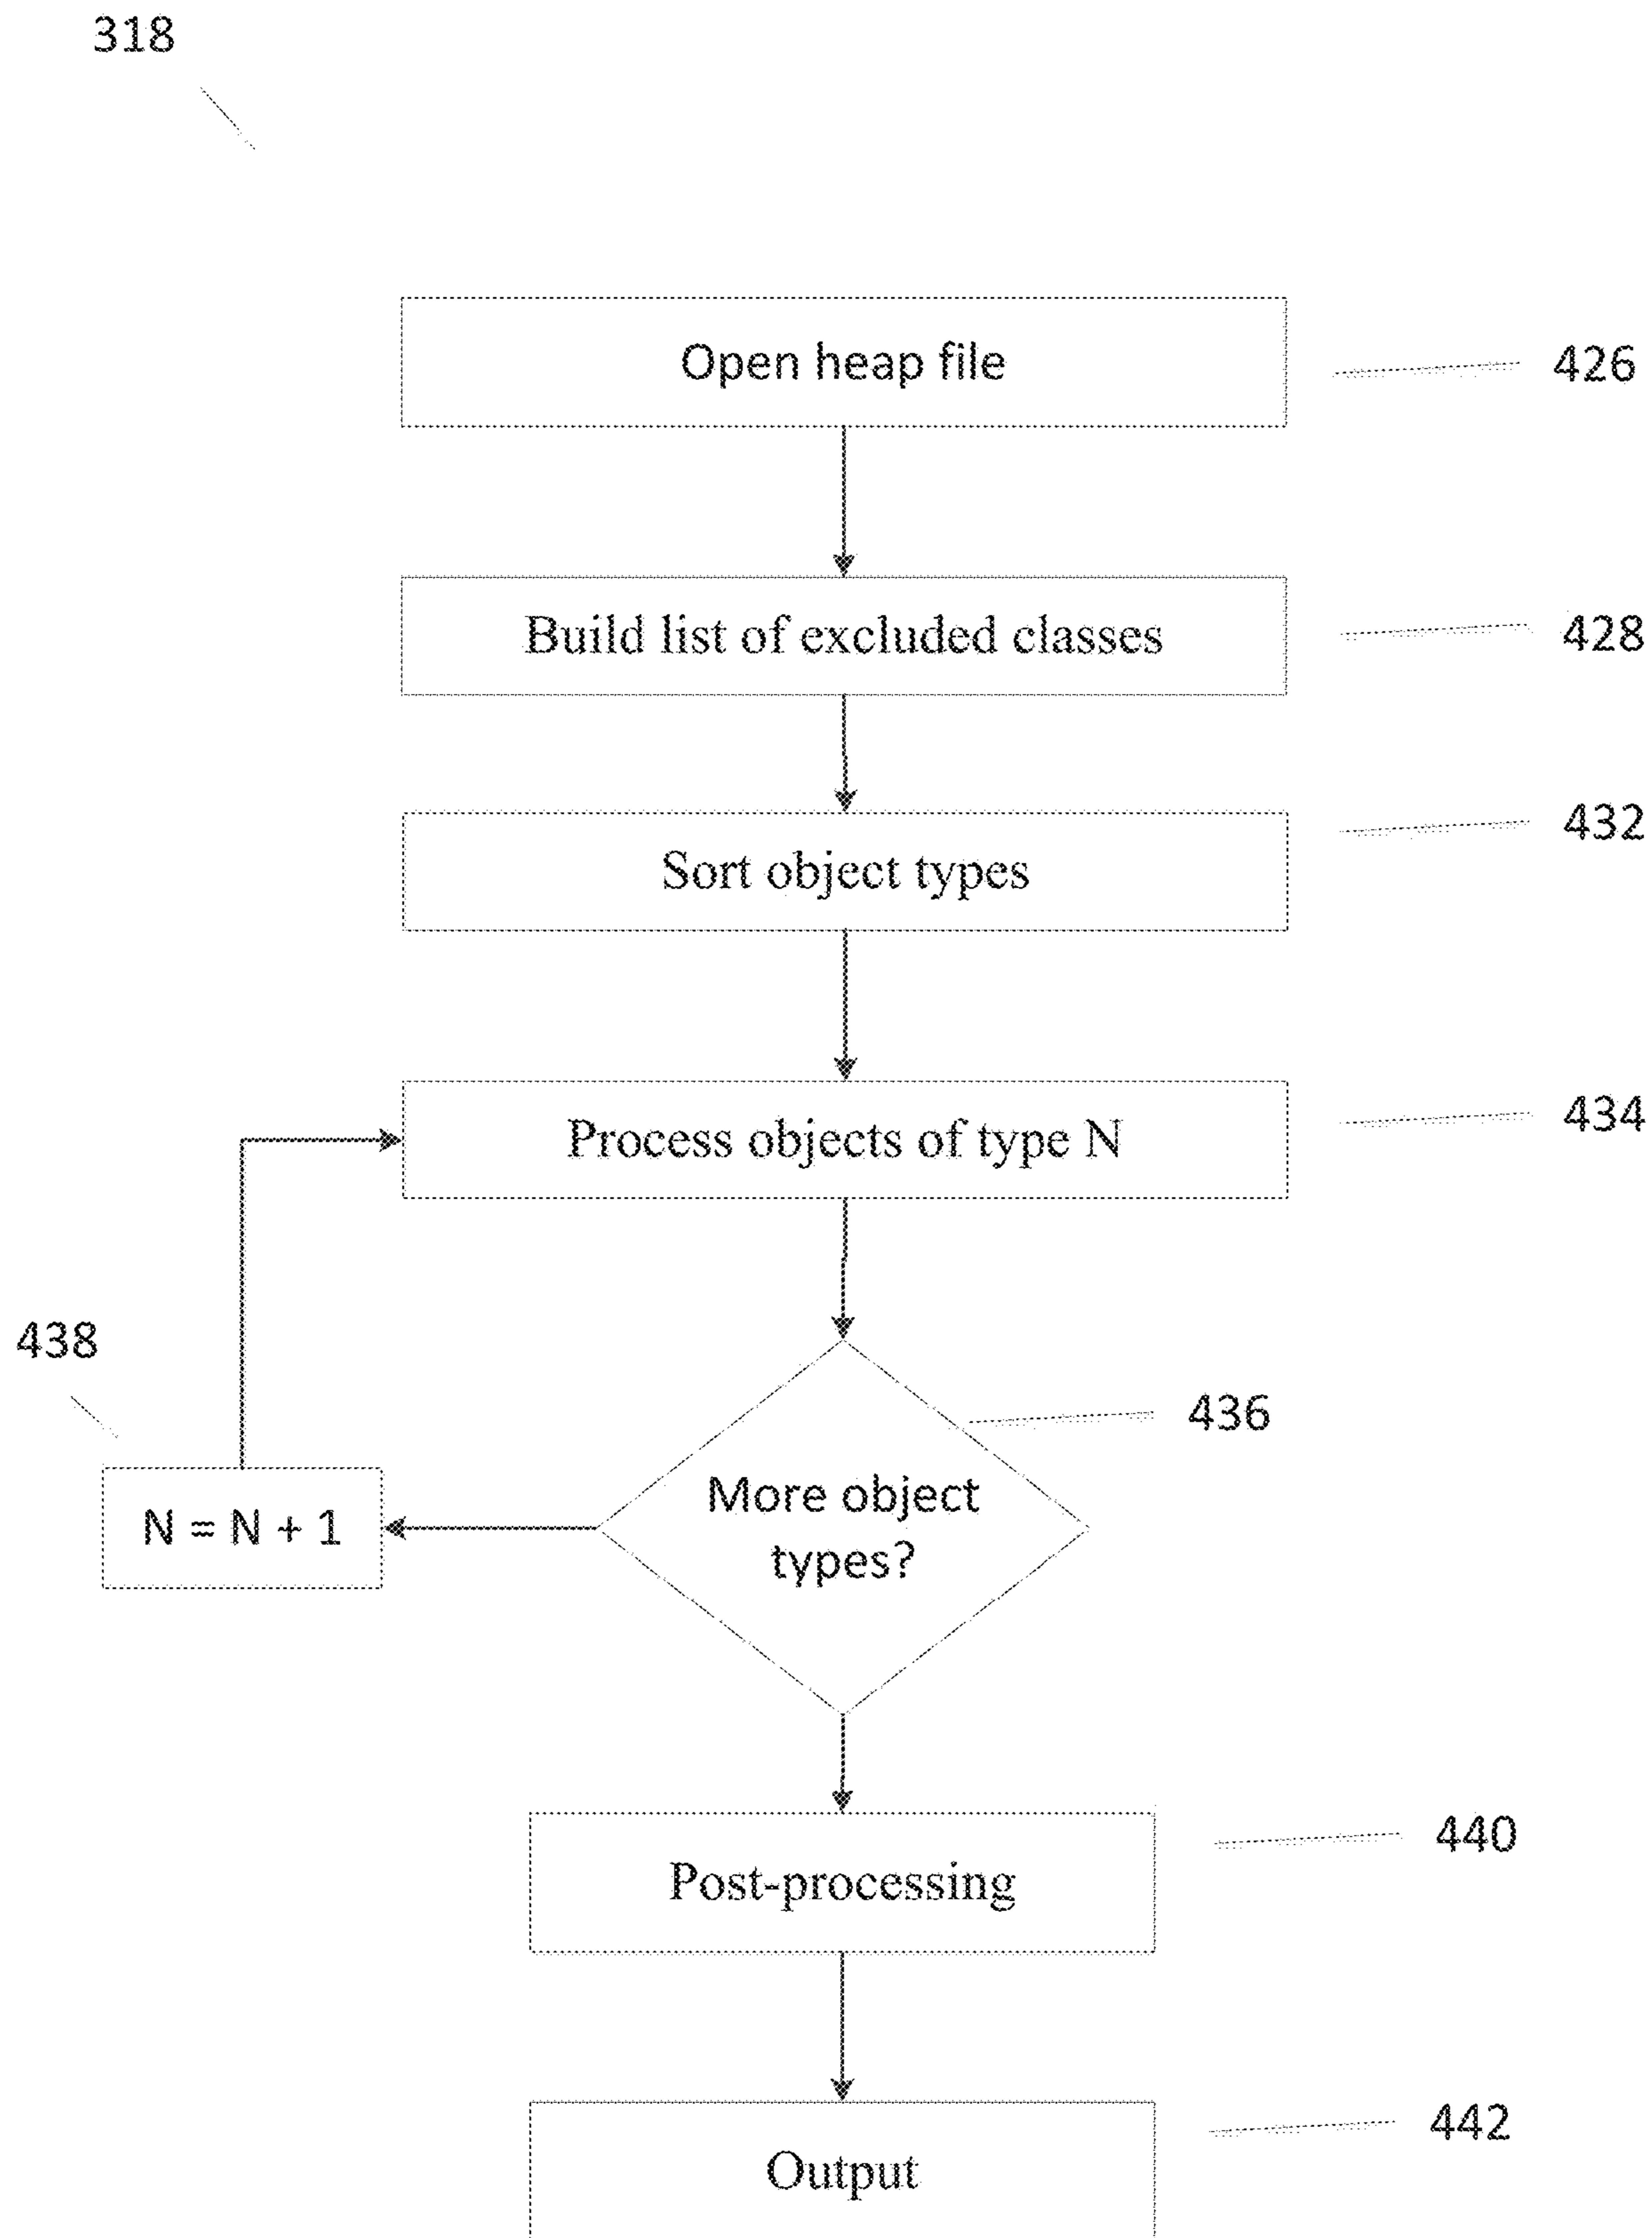 318
Open heap file
426
Build list of excluded classes
428
432
Sort object types
434
Process objects of type N
438
436
More object
types?
N = N + 1
440
Post-processing
442
Output